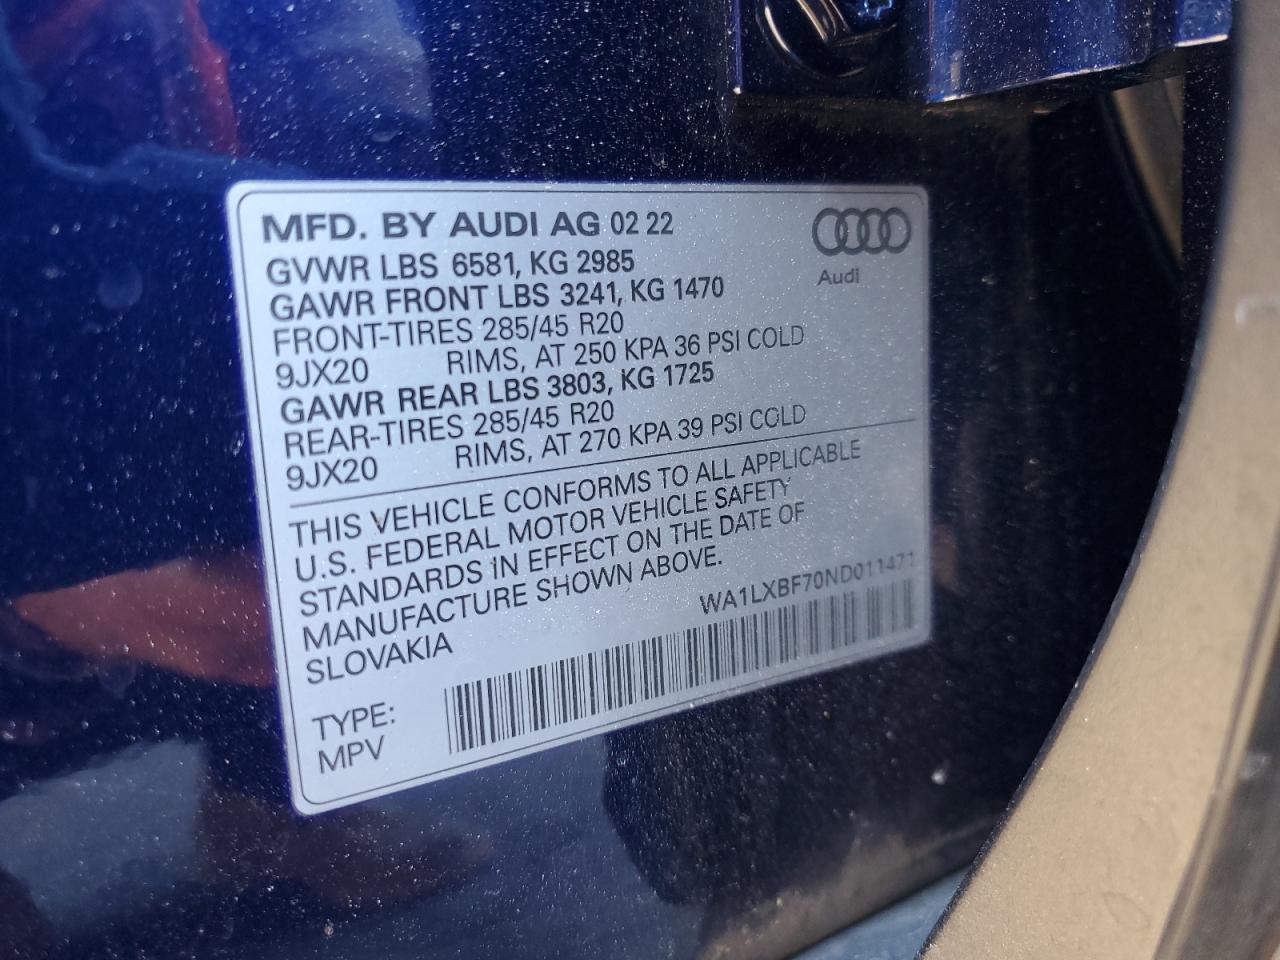 MFD. BY AUDI AG 02 22
GVWR LBS 6581, KG 2985
GAWR FRONT LBS 3241, KG 1470
FRONT-TIRES 285/45 R20
9JX20 RIMS, AT 250 KPA 36 PSI COLD
GAWR REAR LBS 3803, KG 1725
REAR-TIRES 285/45 R20
9JX20 RIMS, AT 270 KPA 39 PSI COLD
Audi
THIS VEHICLE CONFORMS TO ALL APPLICABLE
U.S. FEDERAL MOTOR VEHICLE SAFETY
STANDARDS IN EFFECT ON THE DATE OF
MANUFACTURE SHOWN ABOVE.
SLOVAKIA
WA1LXBF70ND011471
TYPE:
MPV